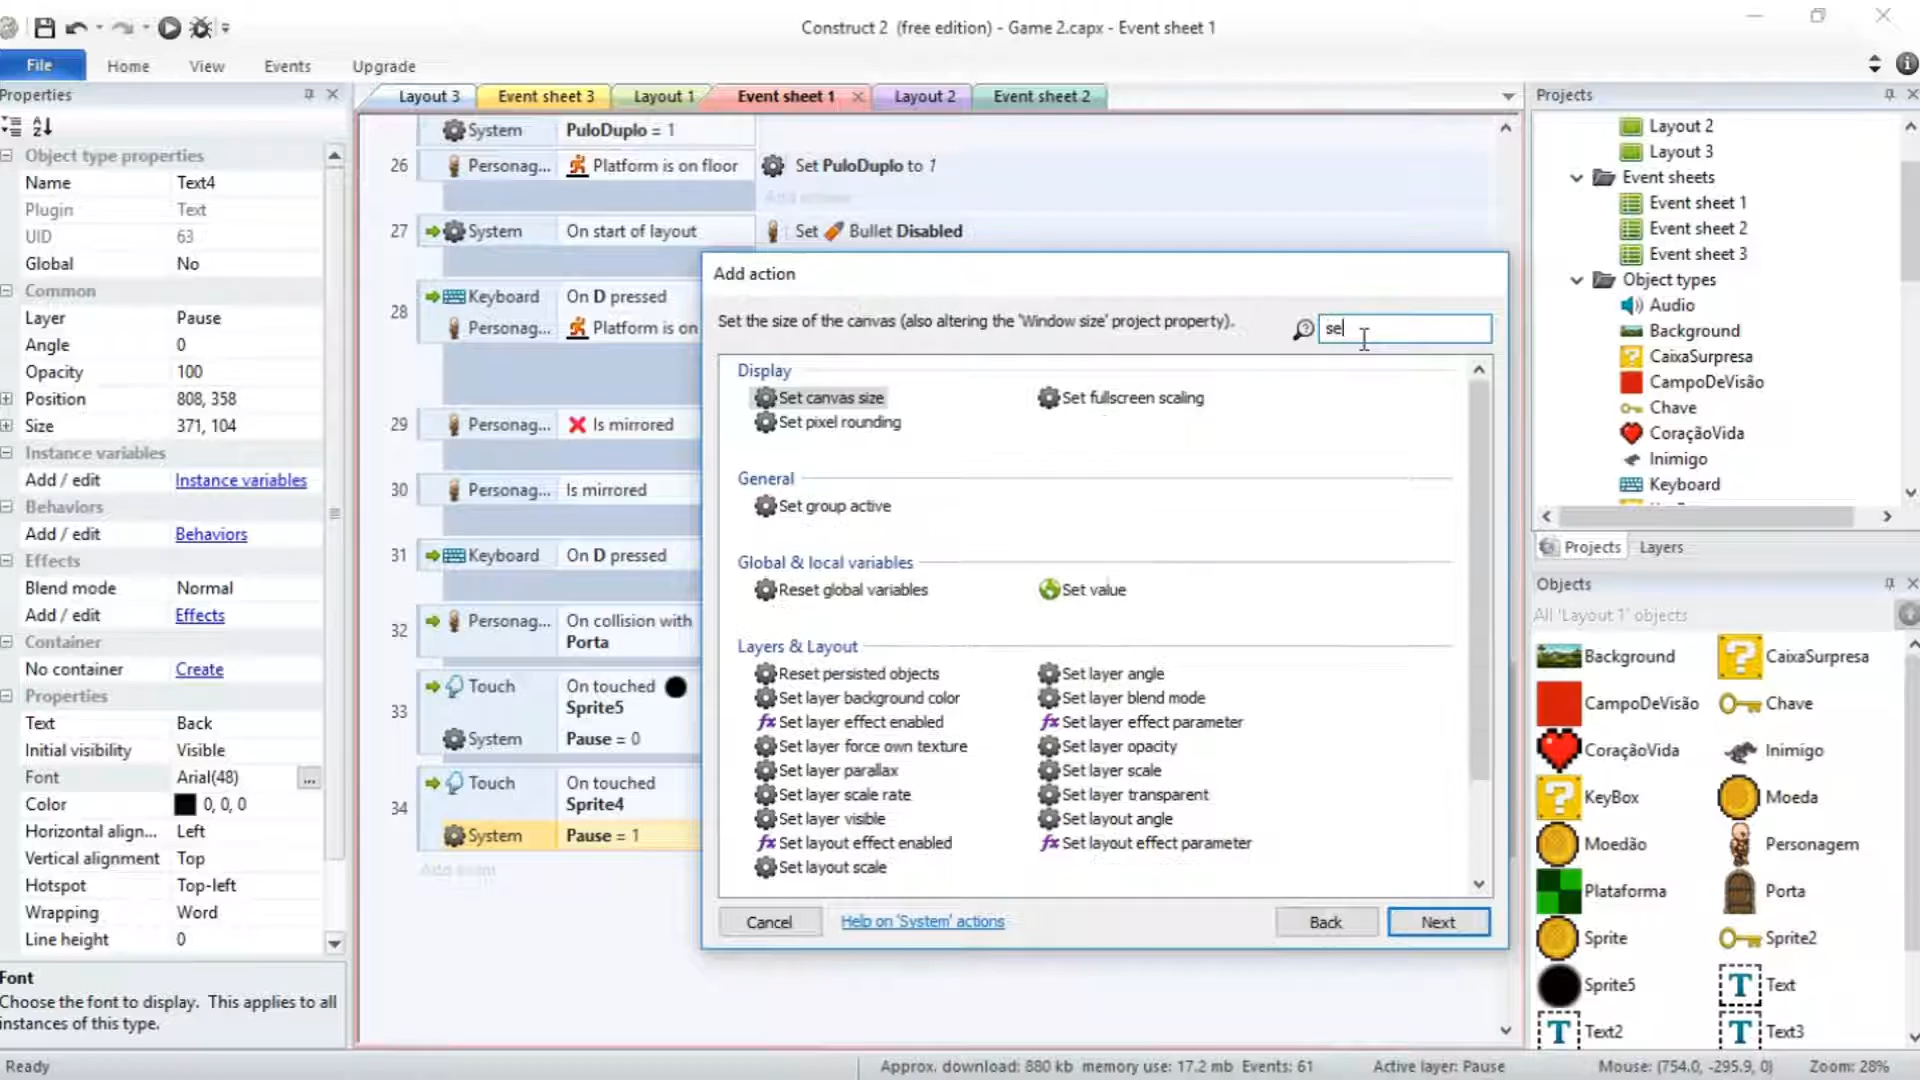 Construct 2 (free edition) - Game 2.capx - Event sheet 1
File
Home
View
Events
Upgrade
Properties
Layout 3
Event sheet 3
Layout 1
Event sheet 1
Layout 2
Event sheet 2
Projects
Object type properties
Name Text4
Plugin Text
UID 63
Global No
Common
Layer Pause
Angle 0
Opacity 100
Position 808, 358
Size 371, 104
Instance variables
Add / edit Instance variables
Behaviors
Add / edit Behaviors
Effects
Blend mode Normal
Add / edit Effects
Container
No container Create
Properties
Text Back
Initial visibility Visible
Font Arial(48) ...
Color 0, 0, 0
Horizontal align... Left
Vertical alignment Top
Hotspot Top-left
Wrapping Word
Line height 0
Font
Choose the font to display. This applies to all
instances of this type.
System PuloDuplo = 1
26 Personag... Platform is on floor Set PuloDuplo to 1
Add action
27 System On start of layout Set Bullet Disabled
28 Keyboard On D pressed
Personag... Platform is on
29 Personag... Is mirrored
30 Personag... Is mirrored
31 Keyboard On D pressed
32 Personag... On collision with
Porta
33 Touch On touched
Sprite5
System Pause = 0
34 Touch On touched
Sprite4
System Pause = 1
Add event
Add action
Set the size of the canvas (also altering the 'Window size' project property).
sel
Display
Set canvas size Set fullscreen scaling
Set pixel rounding
General
Set group active
Global & local variables
Reset global variables Set value
Layers & Layout
Reset persisted objects Set layer angle
Set layer background color Set layer blend mode
Set layer effect enabled Set layer effect parameter
Set layer force own texture Set layer opacity
Set layer parallax Set layer scale
Set layer scale rate Set layer transparent
Set layer visible Set layout angle
Set layout effect enabled Set layout effect parameter
Set layout scale
Cancel
Help on 'System' actions
Back
Next
Layout 2
Layout 3
Event sheets
Event sheet 1
Event sheet 2
Event sheet 3
Object types
Audio
Background
CaixaSurpresa
CampoDeVisão
Chave
CoraçãoVida
Inimigo
Keyboard
Projects Layers
Objects
All 'Layout 1' objects
Background CaixaSurpresa
CampoDeVisão Chave
CoraçãoVida Inimigo
KeyBox Moeda
Moedão Personagem
Plataforma Porta
Sprite Sprite2
Sprite5 Text
Text2 Text3
Ready
Approx. download: 880 kb memory use: 17.2 mb Events: 61
Active layer: Pause
Mouse: (754.0, -295.9, 0)
Zoom: 28%